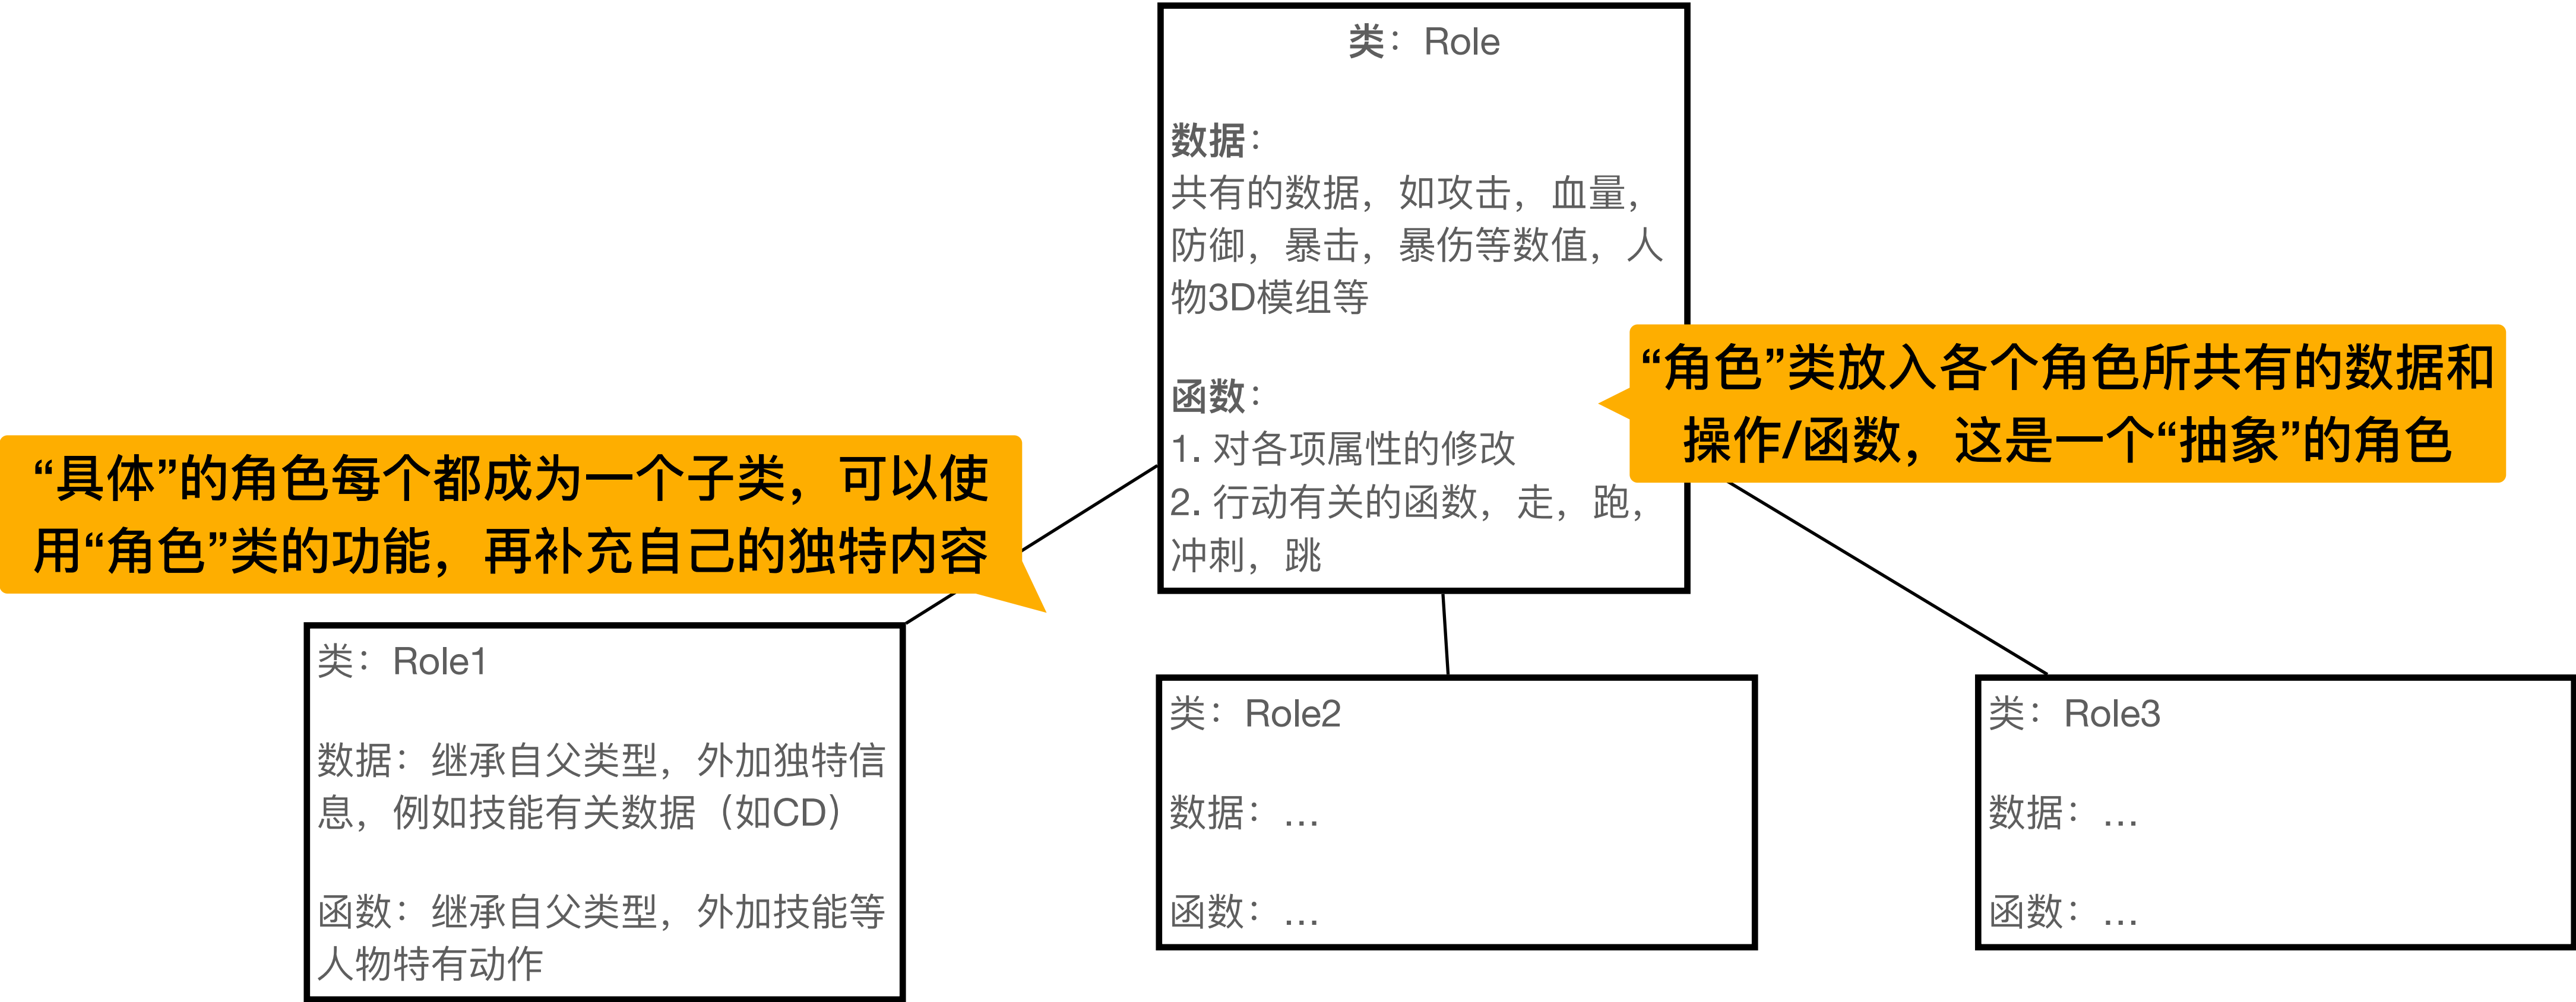 类：Role
数据：
共有的数据，如攻击，血量，
防御，暴击，暴伤等数值，人
物3D模组等
函数：
1. 对各项属性的修改
2. 行动有关的函数，走，跑，
冲刺，跳
“角色”类放入各个角色所共有的数据和
操作/函数，这是一个“抽象”的角色
“具体”的角色每个都成为一个子类，可以使
用“角色”类的功能，再补充自己的独特内容
类：Role1
数据：继承自父类型，外加独特信
息，例如技能有关数据（如CD）
函数：继承自父类型，外加技能等
人物特有动作
类：Role2
数据：…
函数：…
类：Role3
数据：…
函数：…